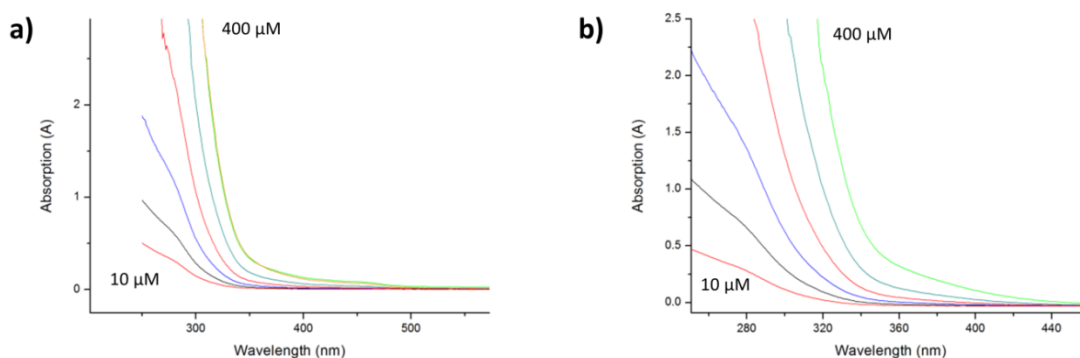 a)
400 µM
Absorption (A)
2
1
0
10 µM
300
400
500
Wavelength (nm)
b)
400 µM
Absorption (A)
2.5
2.0
1.5
1.0
0.5
0.0
10 µM
280
320
360
400
440
Wavelength (nm)